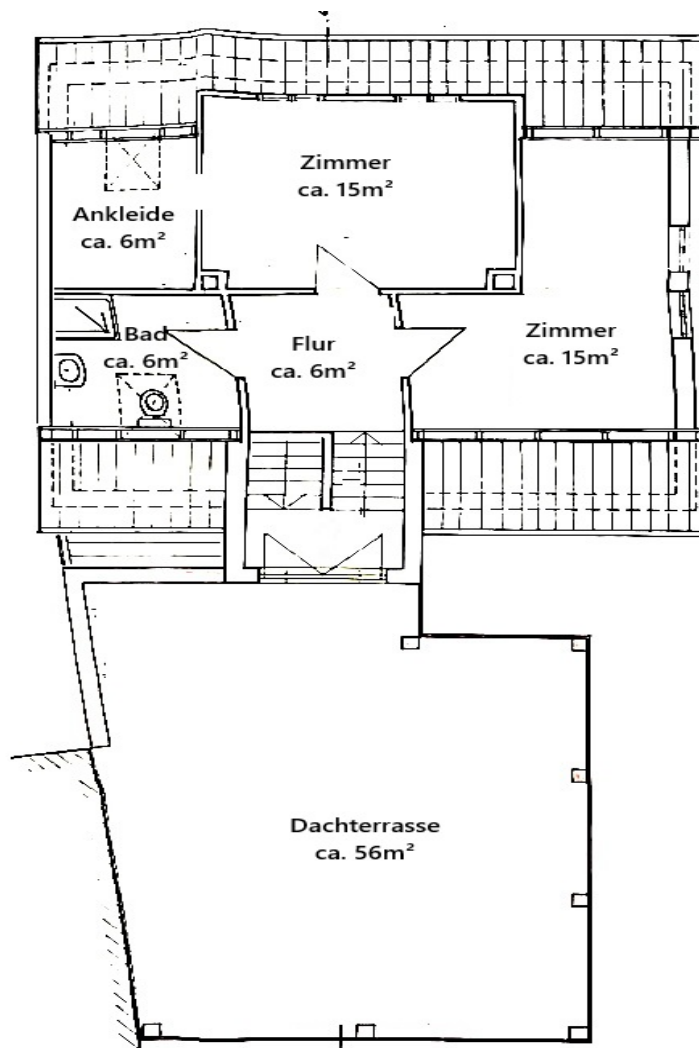 Zimmer
ca. 15m²
Ankleide
ca. 6m²
Bad
ca. 6m²
Flur
ca. 6m²
Zimmer
ca. 15m²
Dachterrasse
ca. 56m²